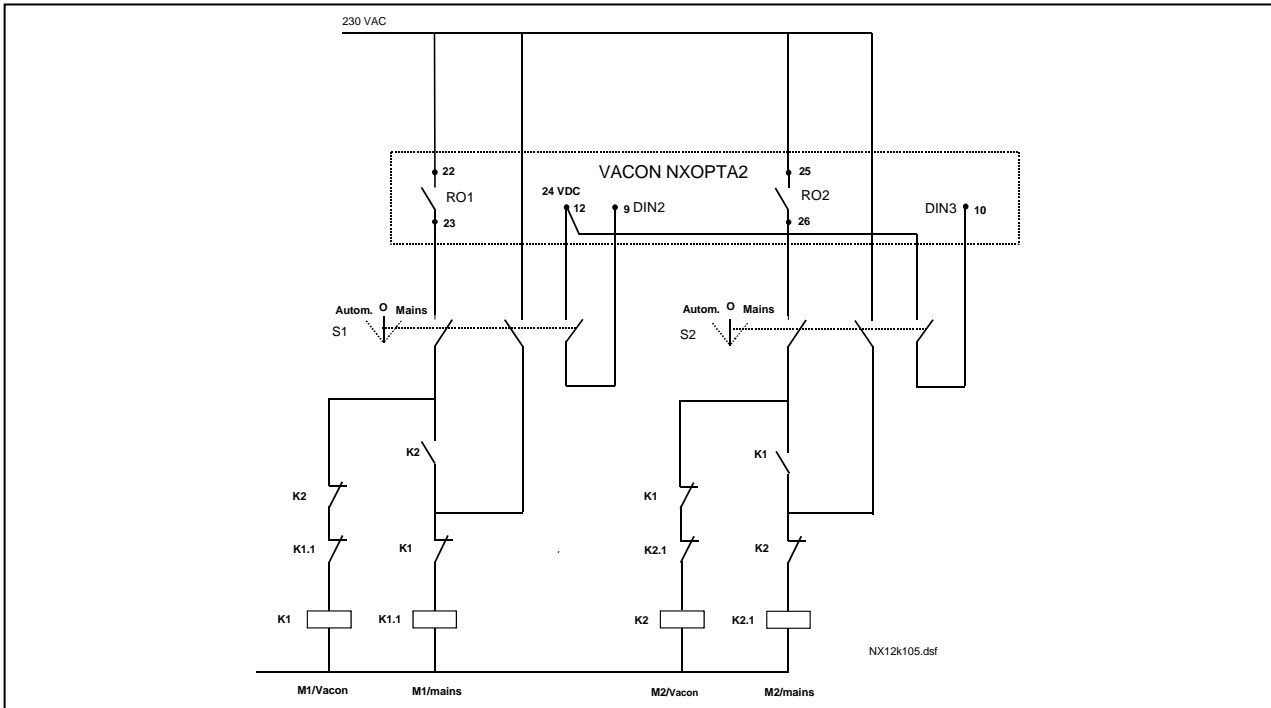 230 VAC
VACON NXOPTA2
22
RO1
23
24 VDC
12
9 DIN2
25
RO2
26
DIN3 10
Autom. O Mains
S1
Autom. O Mains
S2
K2
K1
K2
K1
K1.1
K1
K2.1
K2
K1
K1.1
K2
K2.1
NX12k105.dsf
M1/Vacon
M1/mains
M2/Vacon
M2/mains